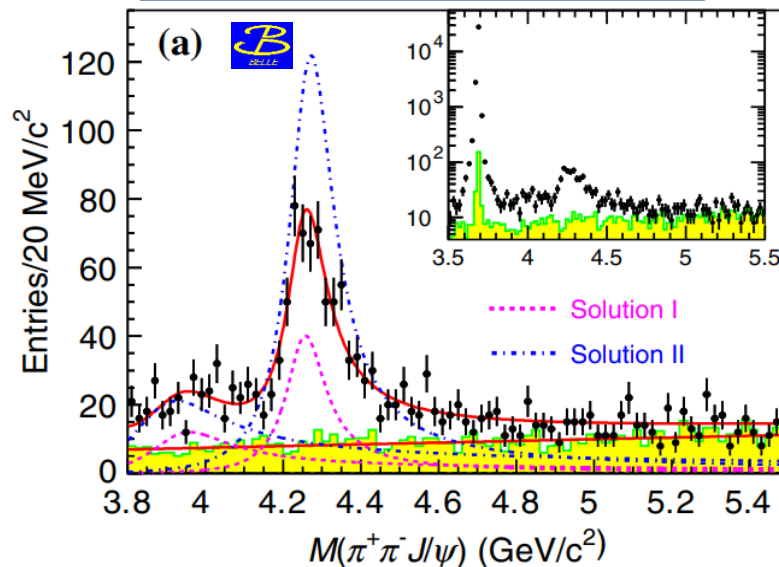 (a)
B
BELLE
Entries/20 MeV/c²
120
100
80
60
40
20
0
3.8 4 4.2 4.4 4.6 4.8 5 5.2 5.4
M(π⁺π⁻J/ψ) (GeV/c²)
10⁴
10³
10²
10
3.5 4 4.5 5 5.5
Solution I
Solution II